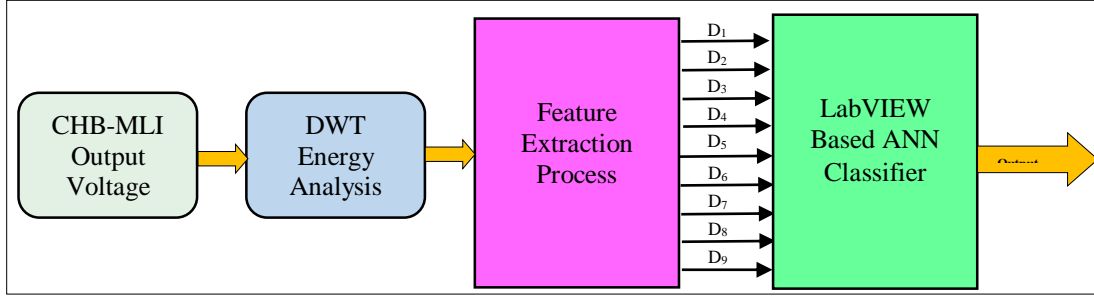 CHB-MLI
Output
Voltage
DWT
Energy
Analysis
Feature
Extraction
Process
D1
D2
D3
D4
D5
D6
D7
D8
D9
LabVIEW
Based ANN
Classifier
Output